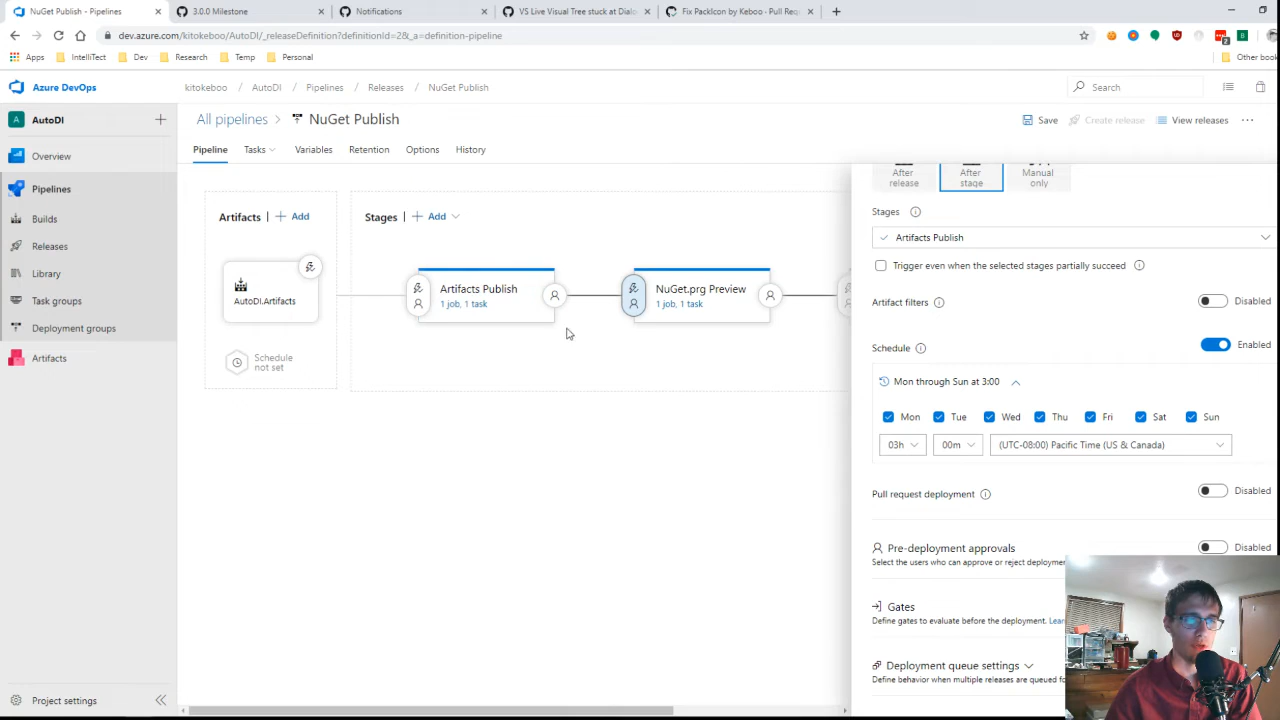 NuGet Publish - Pipelines
3.0.0 Milestone
Notifications
VS Live Visual Tree stuck at Dialo
Fix PackIcon by Keboo · Pull Req
dev.azure.com/kitokeboo/AutoDI/_releaseDefinition?definitionId=2&_a=definition-pipeline
Apps
IntelliTect
Dev
Research
Temp
Personal
Other book
Azure DevOps
kitokeboo / AutoDI / Pipelines / Releases / NuGet Publish
Search
A AutoDI
All pipelines > NuGet Publish
Save
Create release
View releases
Overview
Pipeline
Tasks
Variables
Retention
Options
History
Pipelines
Builds
Releases
Library
Task groups
Deployment groups
Artifacts
Project settings
Artifacts | + Add
AutoDI.Artifacts
Schedule
not set
Stages | + Add
Artifacts Publish
1 job, 1 task
NuGet.prg Preview
1 job, 1 task
After
release
After
stage
Manual
only
Stages
Artifacts Publish
Trigger even when the selected stages partially succeed
Artifact filters
Disabled
Schedule
Enabled
Mon through Sun at 3:00
Mon Tue Wed Thu Fri Sat Sun
03h 00m (UTC-08:00) Pacific Time (US & Canada)
Pull request deployment
Disabled
Pre-deployment approvals
Disabled
Select the users who can approve or reject deployme
Gates
Define gates to evaluate before the deployment. Lear
Deployment queue settings
Define behavior when multiple releases are queued fo